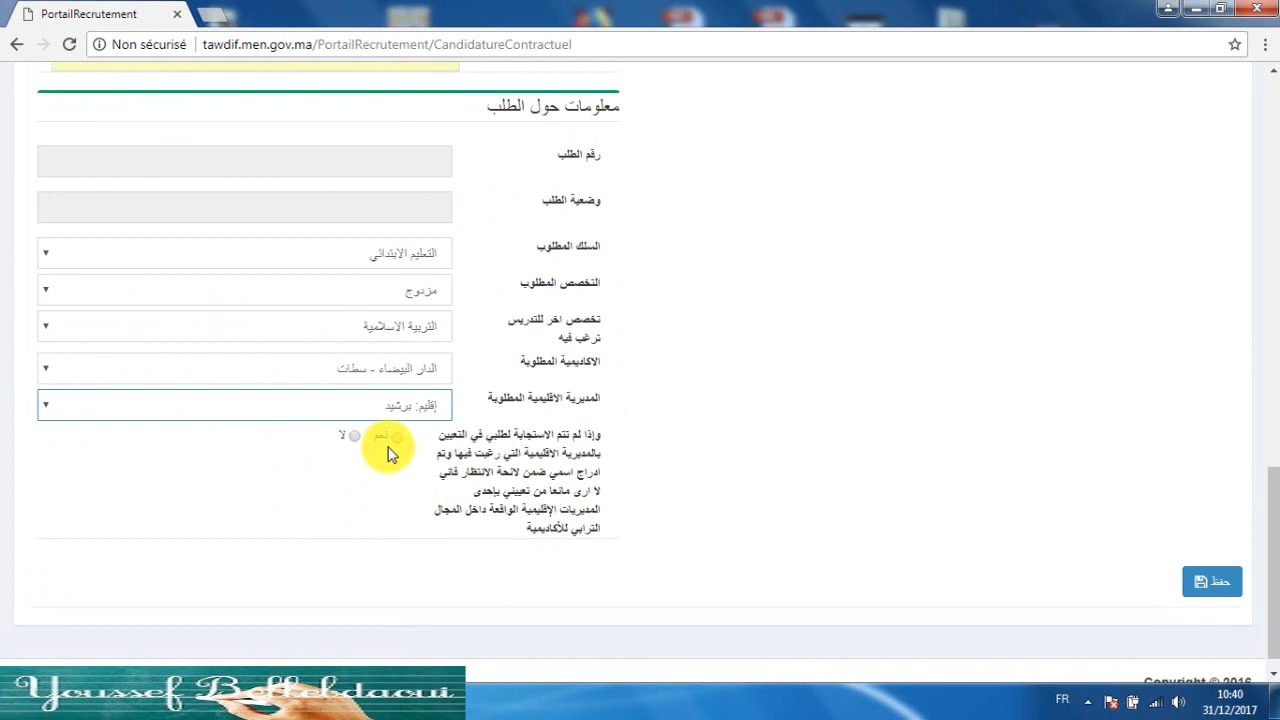 PortailRecrutement
Non sécurisé
tawdif.men.gov.ma/PortailRecrutement/CandidatureContractuel
معلومات حول الطلب
رقم الطلب
وضعية الطلب
السلك المطلوب
التعليم الابتدائي
التخصص المطلوب
مزدوج
تخصص اخر للتدريس
ترغب فيه
التربية الاسلامية
الاكاديمية المطلوبة
الدار البيضاء - سطات
المديرية الاقليمية المطلوبة
إقليم: برشيد
وإذا لم تتم الاستجابة لطلبي في التعيين
بالمديرية الاقليمية التي رغبت فيها وتم
ادراج اسمي ضمن لائحة الانتظار فاني
لا ارى مانعا من تعييني بإحدى
المديريات الإقليمية الواقعة داخل المجال
الترابي للأكاديمية
نعم
لا
حفظ
Copyright © 2016
Youssef Bellebdaoui
FR
10:40
31/12/2017